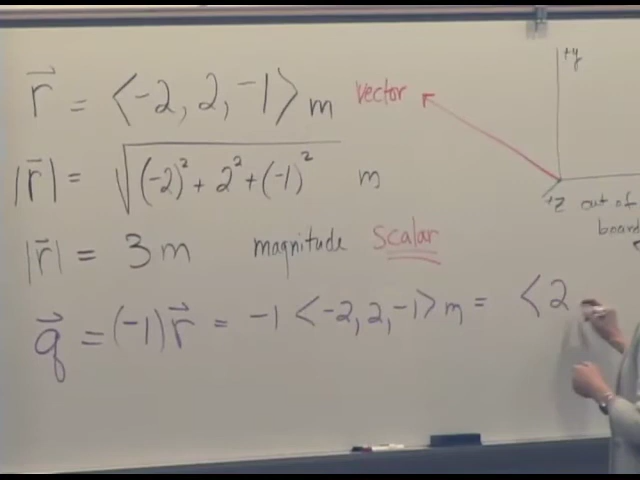 r⃗ = ⟨-2, 2, -1⟩ m vector
+y
|r⃗| = √((-2)² + 2² + (-1)²) m
+z out of
board
|r⃗| = 3 m magnitude scalar
q⃗ = (-1) r⃗ = -1 ⟨-2, 2, -1⟩ m = ⟨2